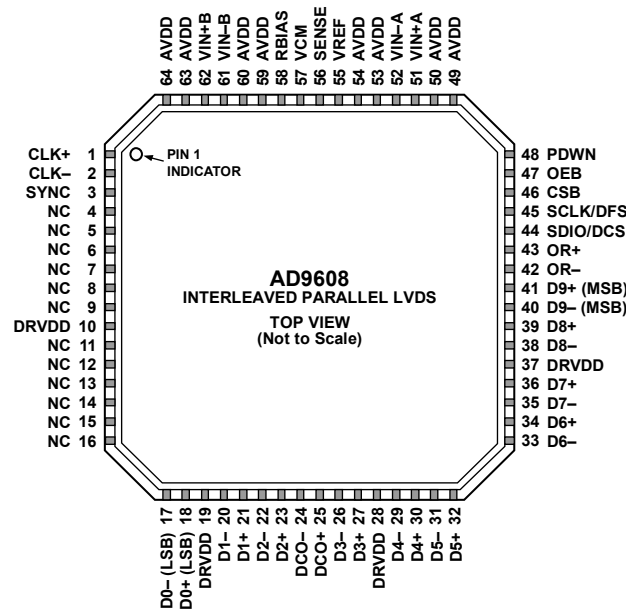 64 AVDD
63 AVDD
62 VIN+B
61 VIN–B
60 AVDD
59 AVDD
58 RBIAS
57 VCM
56 SENSE
55 VREF
54 AVDD
53 AVDD
52 VIN–A
51 VIN+A
50 AVDD
49 AVDD
CLK+ 1
CLK– 2
SYNC 3
NC 4
NC 5
NC 6
NC 7
NC 8
NC 9
DRVDD 10
NC 11
NC 12
NC 13
NC 14
NC 15
NC 16
PIN 1
INDICATOR
AD9608
INTERLEAVED PARALLEL LVDS
TOP VIEW
(Not to Scale)
48 PDWN
47 OEB
46 CSB
45 SCLK/DFS
44 SDIO/DCS
43 OR+
42 OR–
41 D9+ (MSB)
40 D9– (MSB)
39 D8+
38 D8–
37 DRVDD
36 D7+
35 D7–
34 D6+
33 D6–
D0– (LSB) 17
D0+ (LSB) 18
DRVDD 19
D1– 20
D1+ 21
D2– 22
D2+ 23
DCO– 24
DCO+ 25
D3– 26
D3+ 27
DRVDD 28
D4– 29
D4+ 30
D5– 31
D5+ 32